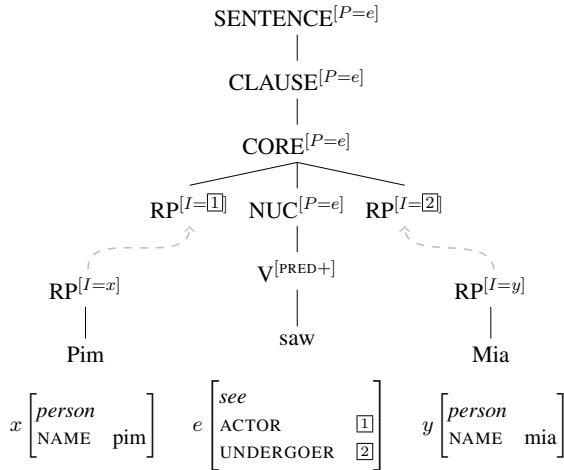 SENTENCE[P=e]
CLAUSE[P=e]
CORE[P=e]
RP[I=1] NUC[P=e] RP[I=2]
V[PRED+]
RP[I=x] RP[I=y]
saw
Pim Mia
x [person e [see y [person
NAME pim] ACTOR 1 NAME mia]
UNDERGOER 2]